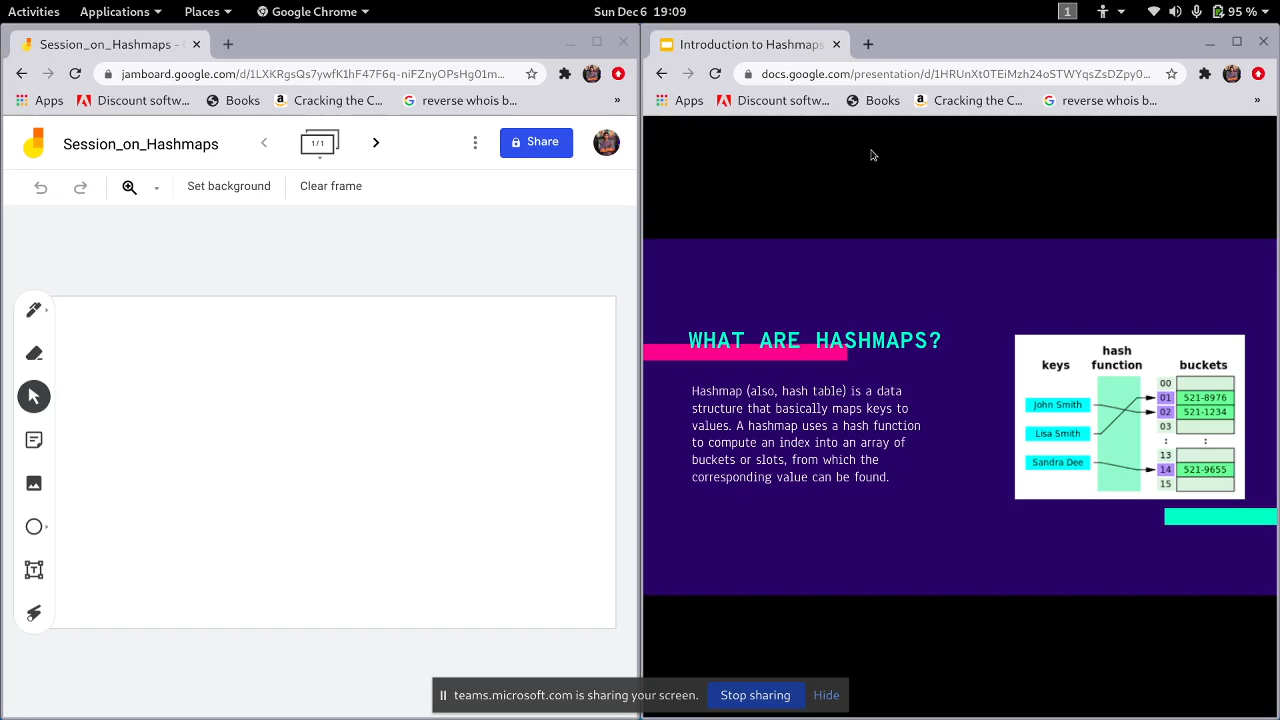 Activities Applications Places Google Chrome Sun Dec 6 19:09 1 95 %
Session_on_Hashmaps - 
jamboard.google.com/d/1LXKRgsQs7ywfK1hF47F6q-niFZnyOPsHg01m...
Apps Discount softw... Books Cracking the C... reverse whois b... »
Session_on_Hashmaps 1/1 Share
Set background Clear frame
Introduction to Hashmaps
docs.google.com/presentation/d/1HRUnXt0TEiMzh24oSTWYqsZsDZpy0...
Apps Discount softw... Books Cracking the C... reverse whois b... »
WHAT ARE HASHMAPS?
Hashmap (also, hash table) is a data
structure that basically maps keys to
values. A hashmap uses a hash function
to compute an index into an array of
buckets or slots, from which the
corresponding value can be found.
keys hash function buckets
00
John Smith 01 521-8976
02 521-1234
Lisa Smith 03
: :
13
Sandra Dee 14 521-9655
15
teams.microsoft.com is sharing your screen. Stop sharing Hide